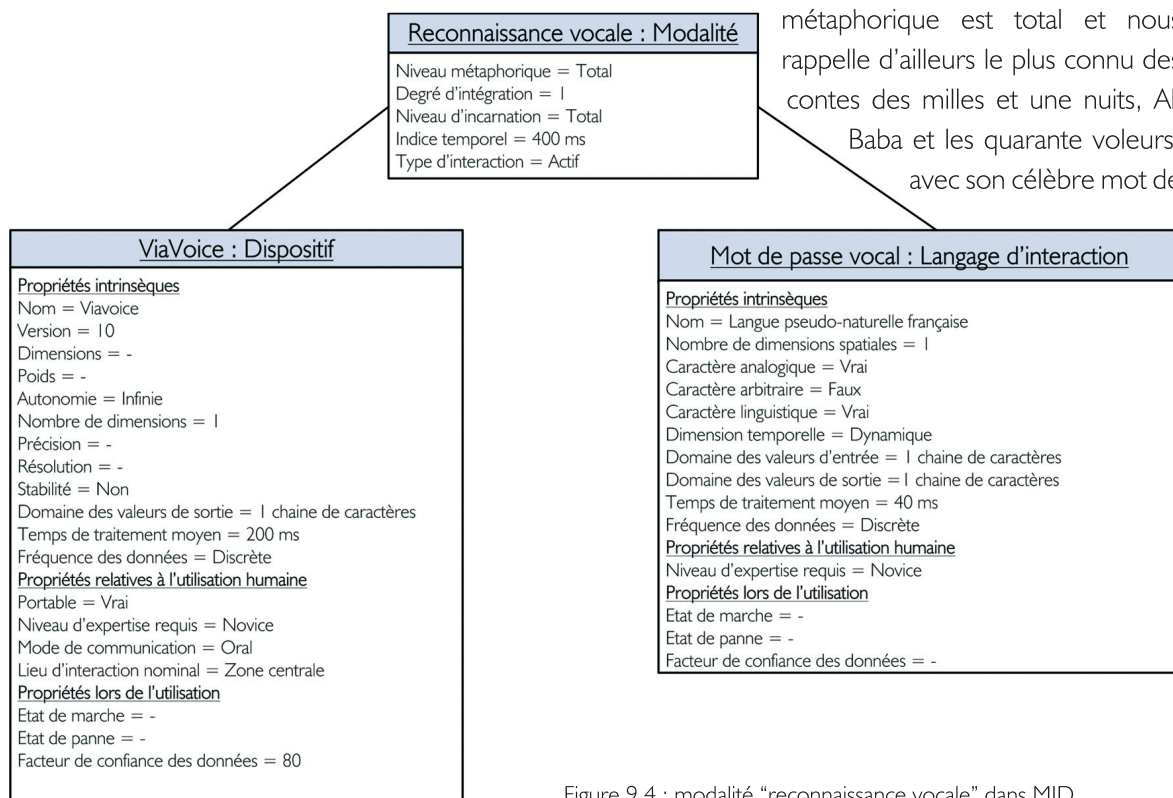 métaphorique est total et nous
rappelle d'ailleurs le plus connu des
contes des milles et une nuits,
Baba et les quarante voleurs
avec son célèbre mot de
Reconnaissance vocale : Modalité
Niveau métaphorique = Total
Degré d'intégration = 1
Niveau d'incarnation = Total
Indice temporel = 400 ms
Type d'interaction = Actif
ViaVoice : Dispositif
Propriétés intrinsèques
Nom = Viavoice
Version = 10
Dimensions = -
Poids = -
Autonomie = Infinie
Nombre de dimensions = 1
Précision = -
Résolution = -
Stabilité = Non
Domaine des valeurs de sortie = 1 chaine de caractères
Temps de traitement moyen = 200 ms
Fréquence des données = Discrète
Propriétés relatives à l'utilisation humaine
Portable = Vrai
Niveau d'expertise requis = Novice
Mode de communication = Oral
Lieu d'interaction nominal = Zone centrale
Propriétés lors de l'utilisation
Etat de marche = -
Etat de panne = -
Facteur de confiance des données = 80
Mot de passe vocal : Langage d'interaction
Propriétés intrinsèques
Nom = Langue pseudo-naturelle française
Nombre de dimensions spatiales = 1
Caractère analogique = Vrai
Caractère arbitraire = Faux
Caractère linguistique = Vrai
Dimension temporelle = Dynamique
Domaine des valeurs d'entrée = 1 chaine de caractères
Domaine des valeurs de sortie =1 chaine de caractères
Temps de traitement moyen = 40 ms
Fréquence des données = Discrète
Propriétés relatives à l'utilisation humaine
Niveau d'expertise requis = Novice
Propriétés lors de l'utilisation
Etat de marche = -
Etat de panne = -
Facteur de confiance des données = -
Figure 9.4 : modalité “reconnaissance vocale” dans MID